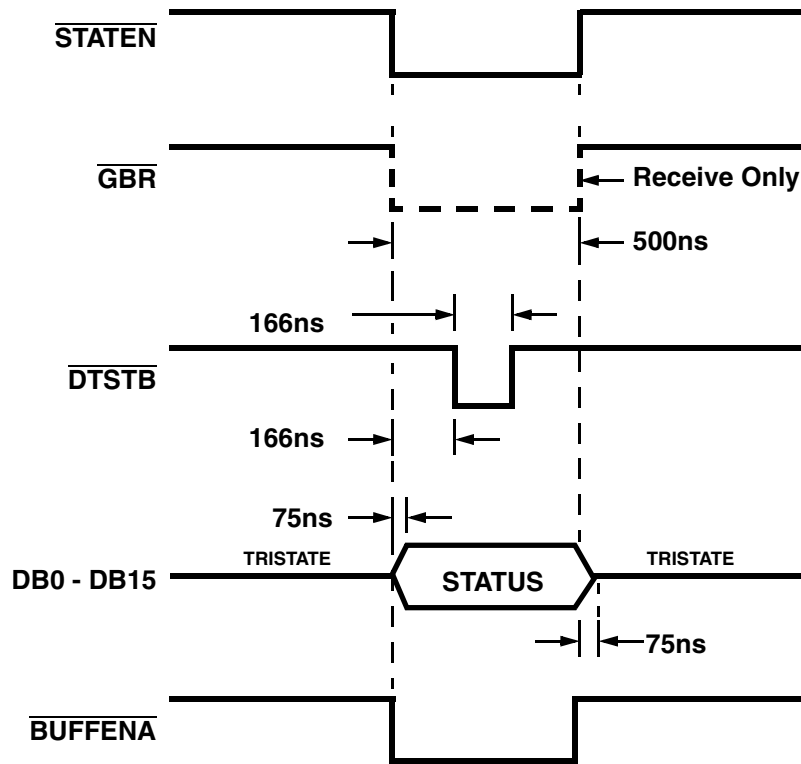 STATEN
GBR
Receive Only
500ns
166ns
DTSTB
166ns
75ns
TRISTATE
TRISTATE
DB0 - DB15
STATUS
75ns
BUFFENA